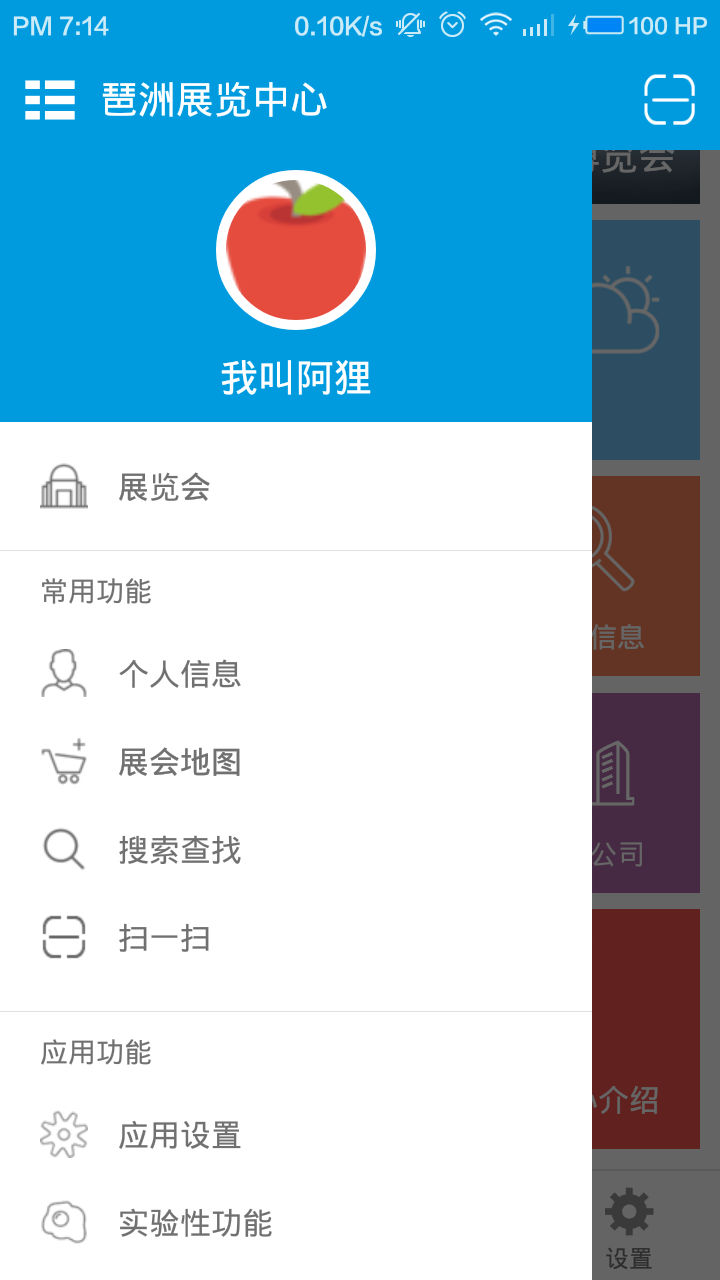 PM 7:14 0.10K/s 100 HP
琶洲展览中心
览会
我叫阿狸
展览会
常用功能
信息
个人信息
展会地图
公司
搜索查找
扫一扫
应用功能
介绍
应用设置
实验性功能
设置